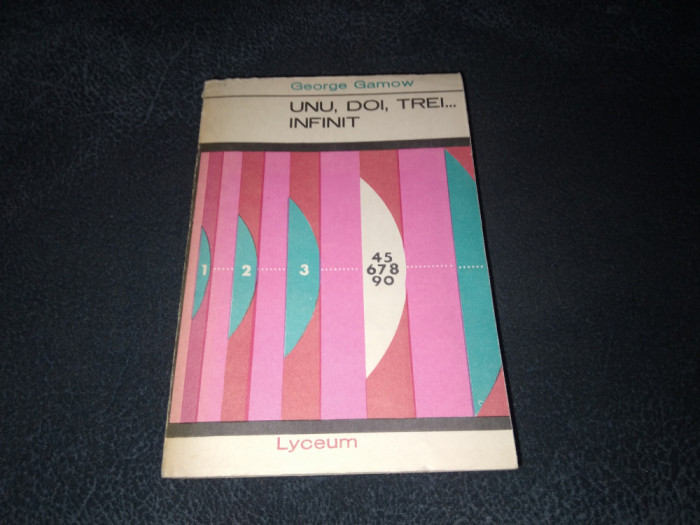 George Gamow
UNU, DOI, TREI...
INFINIT
1 2 3
45
678
90
Lyceum